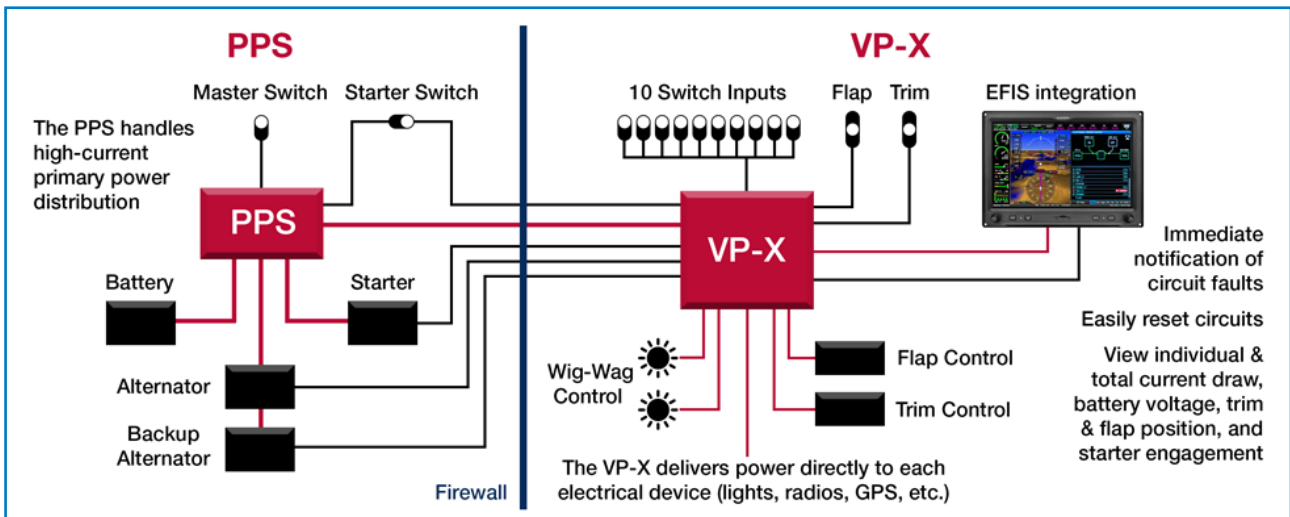 PPS
VP-X
Master Switch
Starter Switch
10 Switch Inputs
Flap
Trim
EFIS integration
The PPS handles
high-current
primary power
distribution
PPS
VP-X
Battery
Starter
Alternator
Backup
Alternator
Firewall
Wig-Wag
Control
Flap Control
Trim Control
The VP-X delivers power directly to each
electrical device (lights, radios, GPS, etc.)
Immediate
notification of
circuit faults
Easily reset circuits
View individual &
total current draw,
battery voltage, trim
& flap position, and
starter engagement